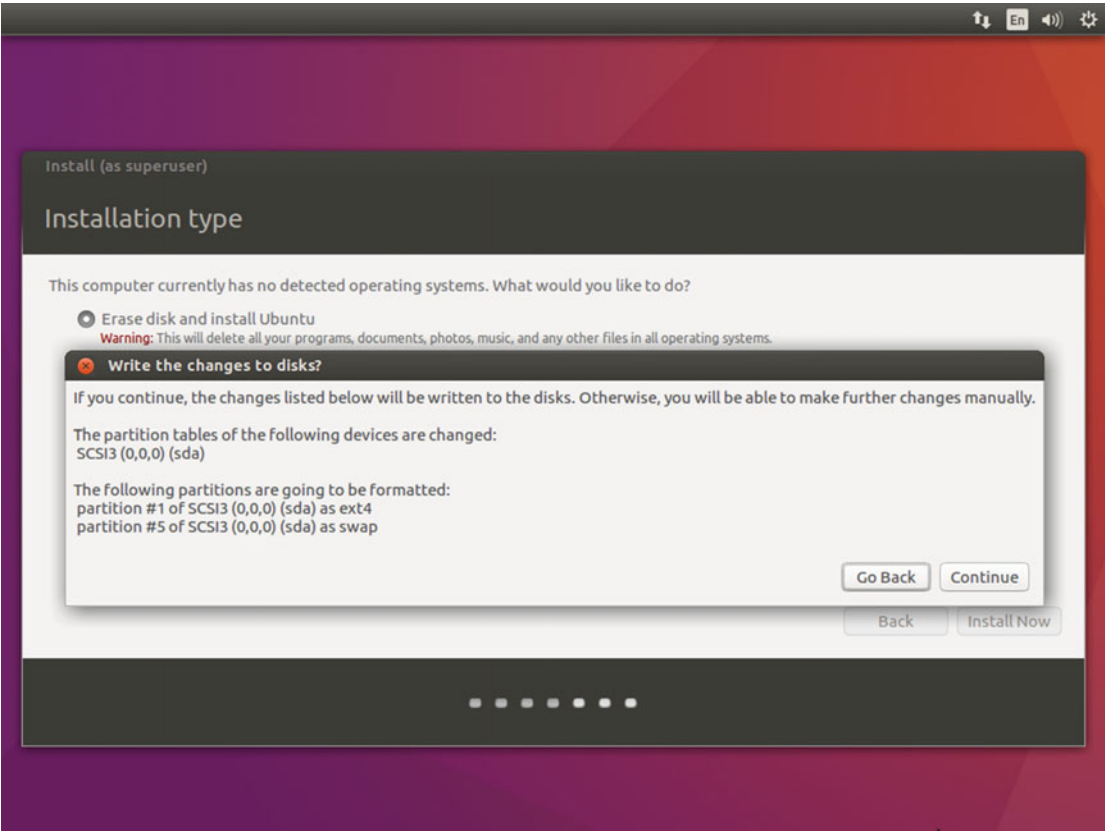 En
Install (as superuser)
Installation type
This computer currently has no detected operating systems. What would you like to do?
Erase disk and install Ubuntu
Warning: This will delete all your programs, documents, photos, music, and any other files in all operating systems.
Write the changes to disks?
If you continue, the changes listed below will be written to the disks. Otherwise, you will be able to make further changes manually.
The partition tables of the following devices are changed:
SCSI3 (0,0,0) (sda)
The following partitions are going to be formatted:
partition #1 of SCSI3 (0,0,0) (sda) as ext4
partition #5 of SCSI3 (0,0,0) (sda) as swap
Go Back Continue
Back Install Now